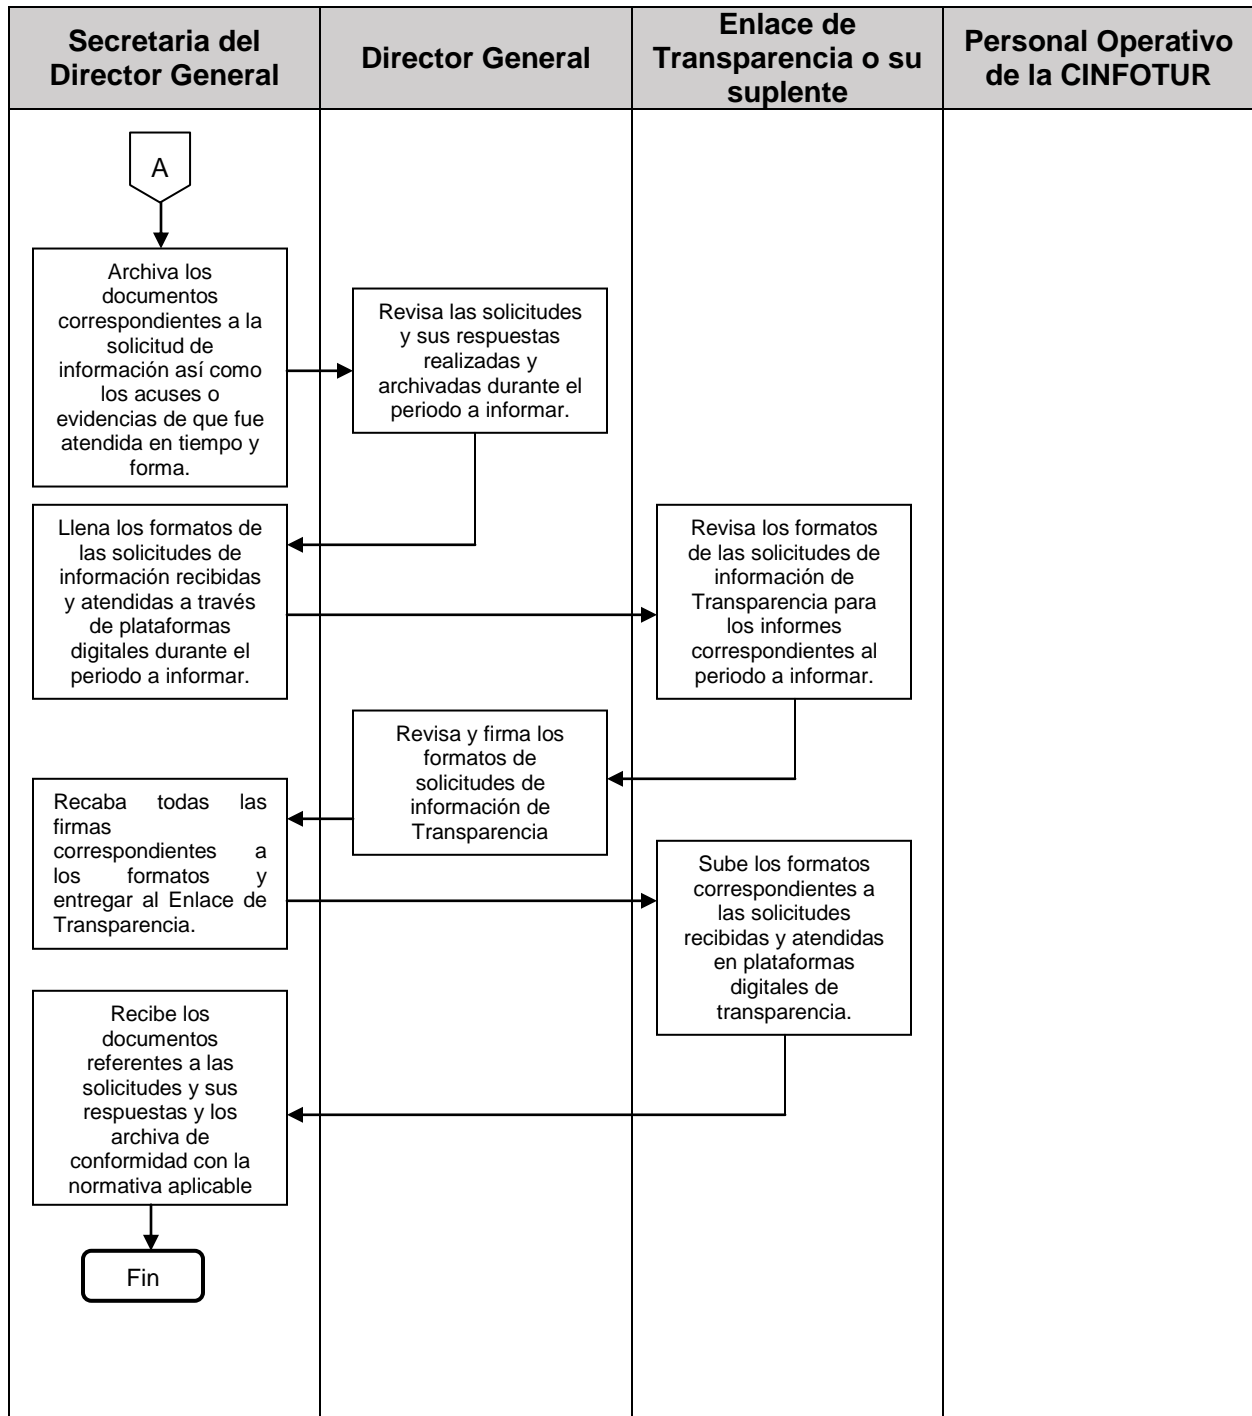 Secretaria del
Director General
Director General
Enlace de
Transparencia o su
suplente
Personal Operativo
de la CINFOTUR
A
Archiva los
documentos
correspondientes a la
solicitud de
información así como
los acuses o
evidencias de que fue
atendida en tiempo y
forma.
Revisa las solicitudes
y sus respuestas
realizadas y
archivadas durante el
periodo a informar.
Llena los formatos de
las solicitudes de
información recibidas
y atendidas a través
de plataformas
digitales durante el
periodo a informar.
Revisa los formatos
de las solicitudes de
información de
Transparencia para
los informes
correspondientes al
periodo a informar.
Revisa y firma los
formatos de
solicitudes de
información de
Transparencia
Recaba todas las
firmas
correspondientes a
los formatos y
entregar al Enlace de
Transparencia.
Sube los formatos
correspondientes a
las solicitudes
recibidas y atendidas
en plataformas
digitales de
transparencia.
Recibe los
documentos
referentes a las
solicitudes y sus
respuestas y los
archiva de
conformidad con la
normativa aplicable
Fin